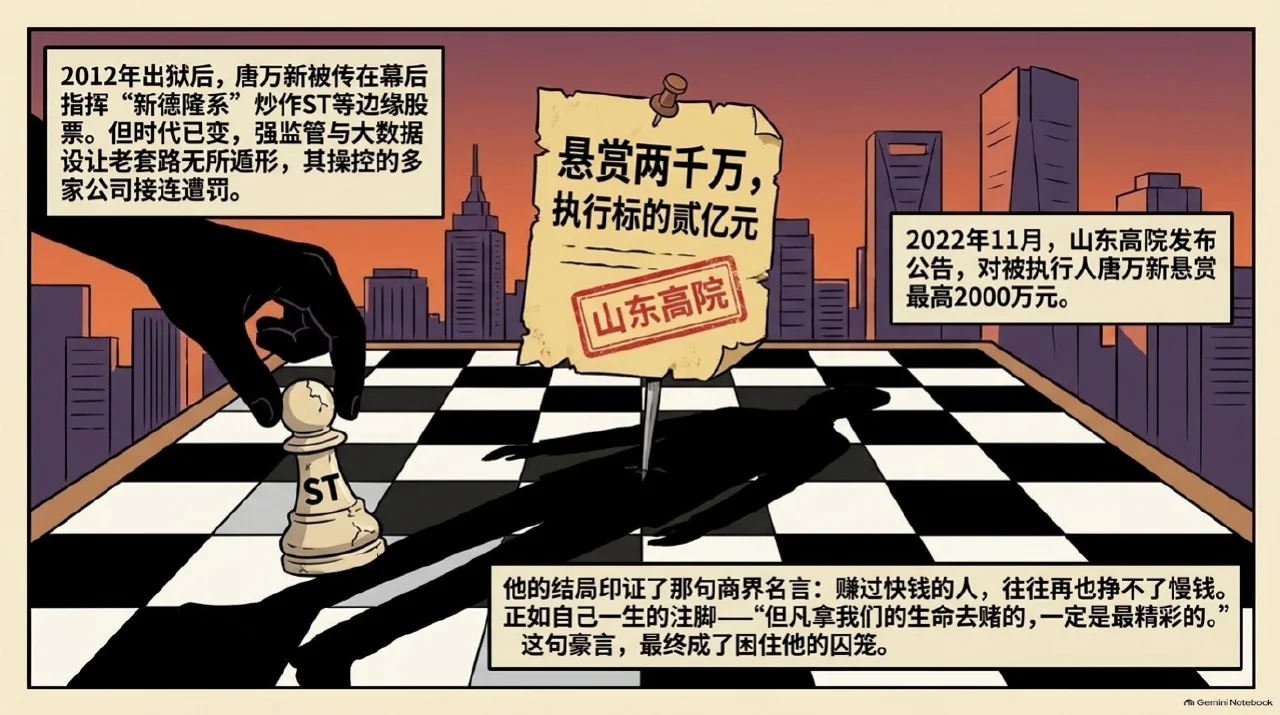 2012年出狱后，唐万新被传在幕后
指挥“新德隆系”炒作ST等边缘股
票。但时代已变，强监管与大数据
设让老套路无所遁形，其操控的多
家公司接连遭罚。
悬赏两千万，
执行标的贰亿元
山东高院
2022年11月，山东高院发布
公告，对被执行人唐万新悬赏
最高2000万元。
ST
他的结局印证了那句商界名言：赚过快钱的人，往往再也挣不了慢钱。
正如自己一生的注脚——“但凡拿我们的生命去赌的，一定是最精彩的。”
这句豪言，最终成了困住他的囚笼。
Gemini Notebook